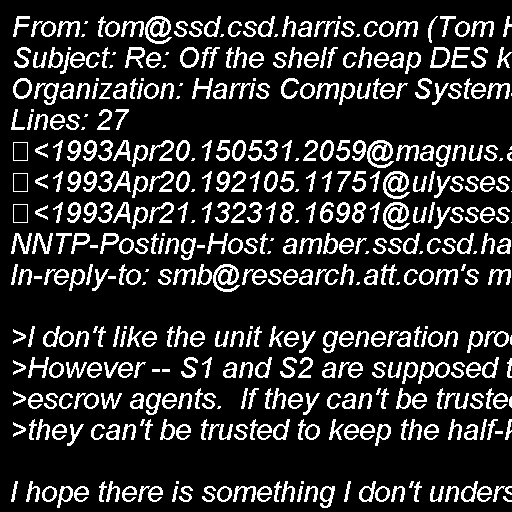 From: tom@ssd.csd.harris.com (Tom H
Subject: Re: Off the shelf cheap DES k
Organization: Harris Computer System
Lines: 27
<1993Apr20.150531.2059@magnus.a
<1993Apr20.192105.11751@ulysses.
<1993Apr21.132318.16981@ulysses.
NNTP-Posting-Host: amber.ssd.csd.ha
In-reply-to: smb@research.att.com's m

>I don't like the unit key generation pro
>However -- S1 and S2 are supposed t
>escrow agents.  If they can't be truste
>they can't be trusted to keep the half-k

I hope there is something I don't unders